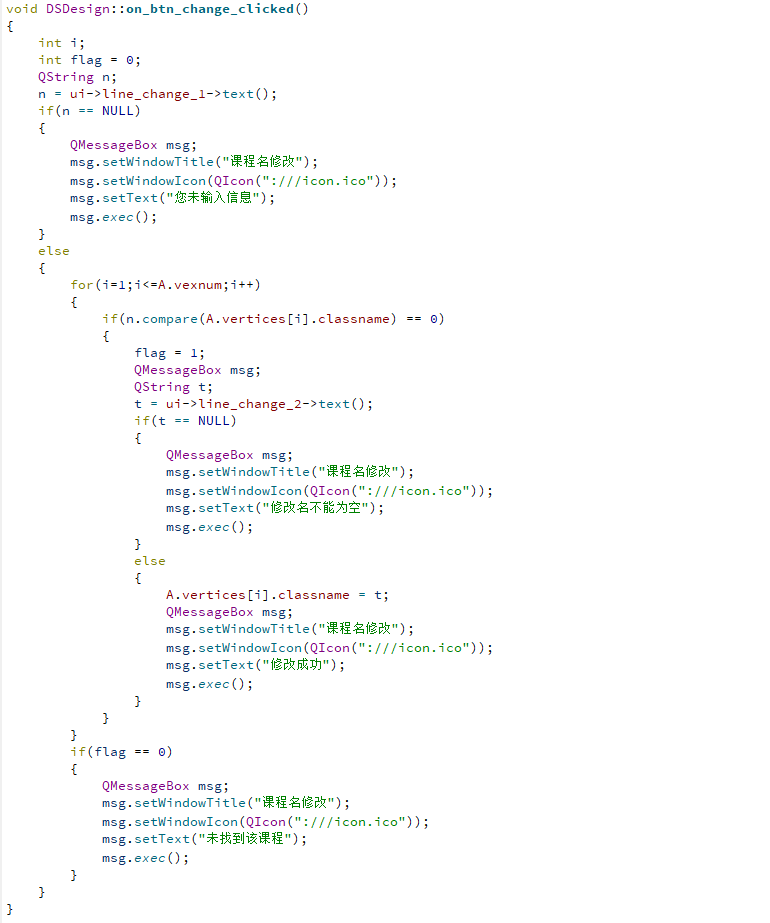 void DSDesign::on_btn_change_clicked()
{
    int i;
    int flag = 0;
    QString n;
    n = ui->line_change_1->text();
    if(n == NULL)
    {
        QMessageBox msg;
        msg.setWindowTitle("课程名修改");
        msg.setWindowIcon(QIcon(":///icon.ico"));
        msg.setText("您未输入信息");
        msg.exec();
    }
    else
    {
        for(i=1;i<=A.vexnum;i++)
        {
            if(n.compare(A.vertices[i].classname) == 0)
            {
                flag = 1;
                QMessageBox msg;
                QString t;
                t = ui->line_change_2->text();
                if(t == NULL)
                {
                    QMessageBox msg;
                    msg.setWindowTitle("课程名修改");
                    msg.setWindowIcon(QIcon(":///icon.ico"));
                    msg.setText("修改名不能为空");
                    msg.exec();
                }
                else
                {
                    A.vertices[i].classname = t;
                    QMessageBox msg;
                    msg.setWindowTitle("课程名修改");
                    msg.setWindowIcon(QIcon(":///icon.ico"));
                    msg.setText("修改成功");
                    msg.exec();
                }
            }
        }
        if(flag == 0)
        {
            QMessageBox msg;
            msg.setWindowTitle("课程名修改");
            msg.setWindowIcon(QIcon(":///icon.ico"));
            msg.setText("未找到该课程");
            msg.exec();
        }
    }
}